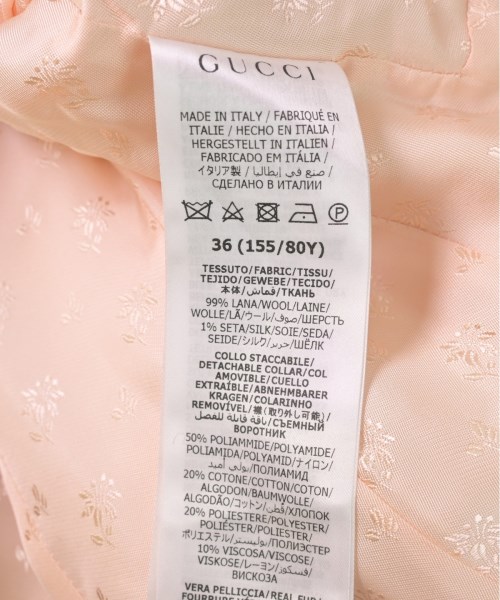 GUCCI
MADE IN ITALY / FABRIQUÉ EN
ITALIE / HECHO EN ITALIA /
HERGESTELLT IN ITALIEN /
FABRICADO EM ITÁLIA /
イタリア製 / صنع في إيطاليا /
СДЕЛАНО В ИТАЛИИ
P
36 (155/80Y)
TESSUTO/FABRIC/TISSU/
TEJIDO/GEWEBE/TECIDO/
本体/قماش/ТКАНЬ
99% LANA/WOOL/LAINE/
WOLLE/LÃ/ウール/صوف/ШЕРСТЬ
1% SETA/SILK/SOIE/SEDA/
SEIDE/シルク/حرير/ШЁЛК
COLLO STACCABILE/
DETACHABLE COLLAR/COL
AMOVIBLE/CUELLO
EXTRAÍBLE/ABNEHMBARER
KRAGEN/COLARINHO
REMOVÍVEL/襟（取り外し可能）/
ياقة قابلة للفصل/СЪЕМНЫЙ
ВОРОТНИК
50% POLIAMMIDE/POLYAMIDE/
POLIAMIDA/POLYAMID/ナイロン/
بولي أميد/ПОЛИАМИД
20% COTONE/COTTON/COTON/
ALGODÓN/BAUMWOLLE/
ALGODÃO/コットン/قطن/ХЛОПОК
20% POLIESTERE/POLYESTER/
POLIÉSTER/POLYESTER/
ポリエステル/بوليستر/ПОЛИЭСТЕР
10% VISCOSA/VISCOSE/
VISKOSE/レーヨン/فسكوز/
ВИСКОЗА
VERA PELLICCIA/REAL FUR/